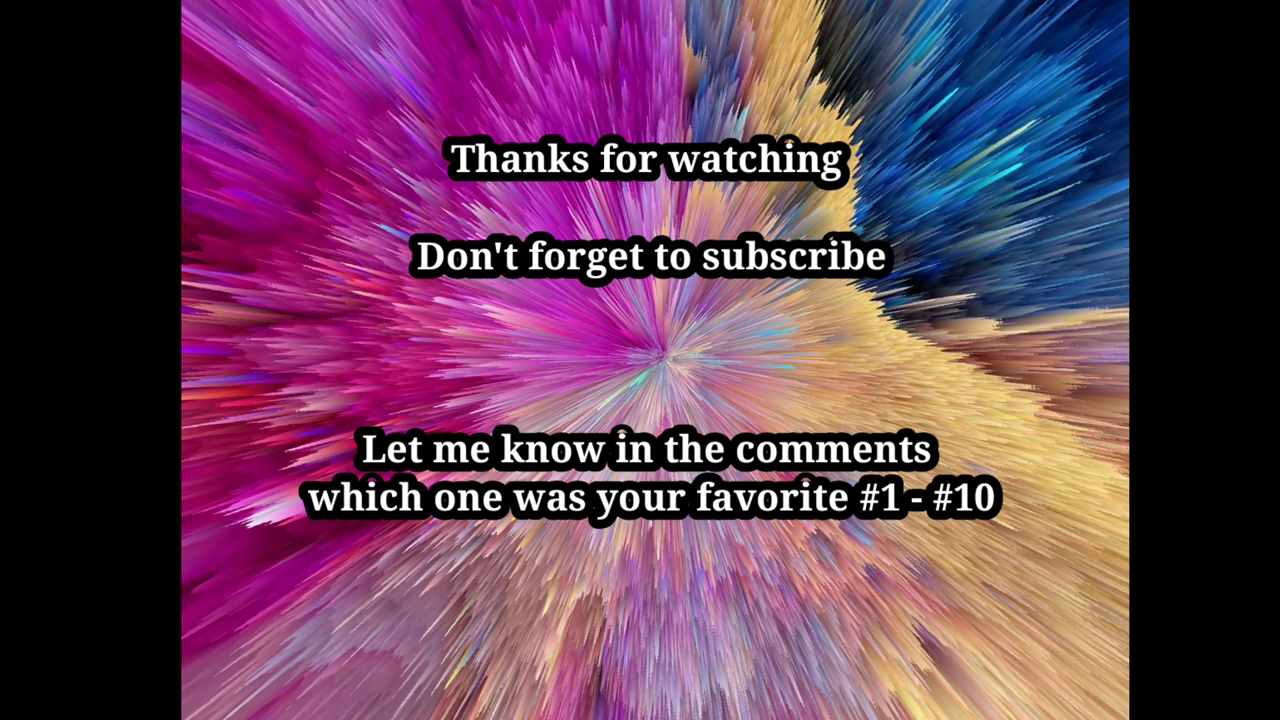 Thanks for watching
Don't forget to subscribe
Let me know in the comments
which one was your favorite #1 - #10